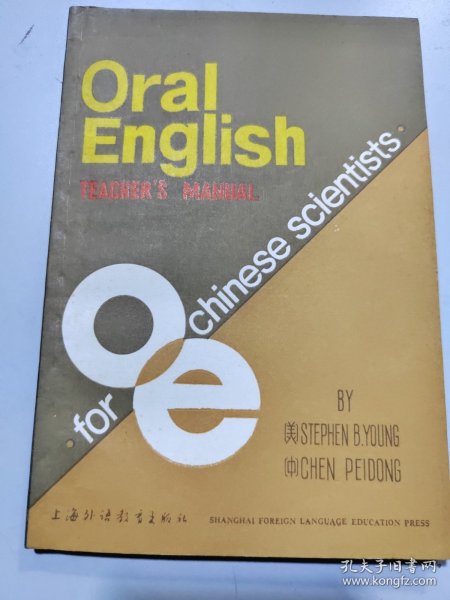 Oral
English
TEACHER'S MANUAL
·for
oe
chinese scientists·
BY
(美)STEPHEN B.YOUNG
(中)CHEN PEIDONG
上海外语教育出版社
SHANGHAI FOREIGN LANGUAGE EDUCATION PRESS
孔夫子旧书网
www.kongfz.com